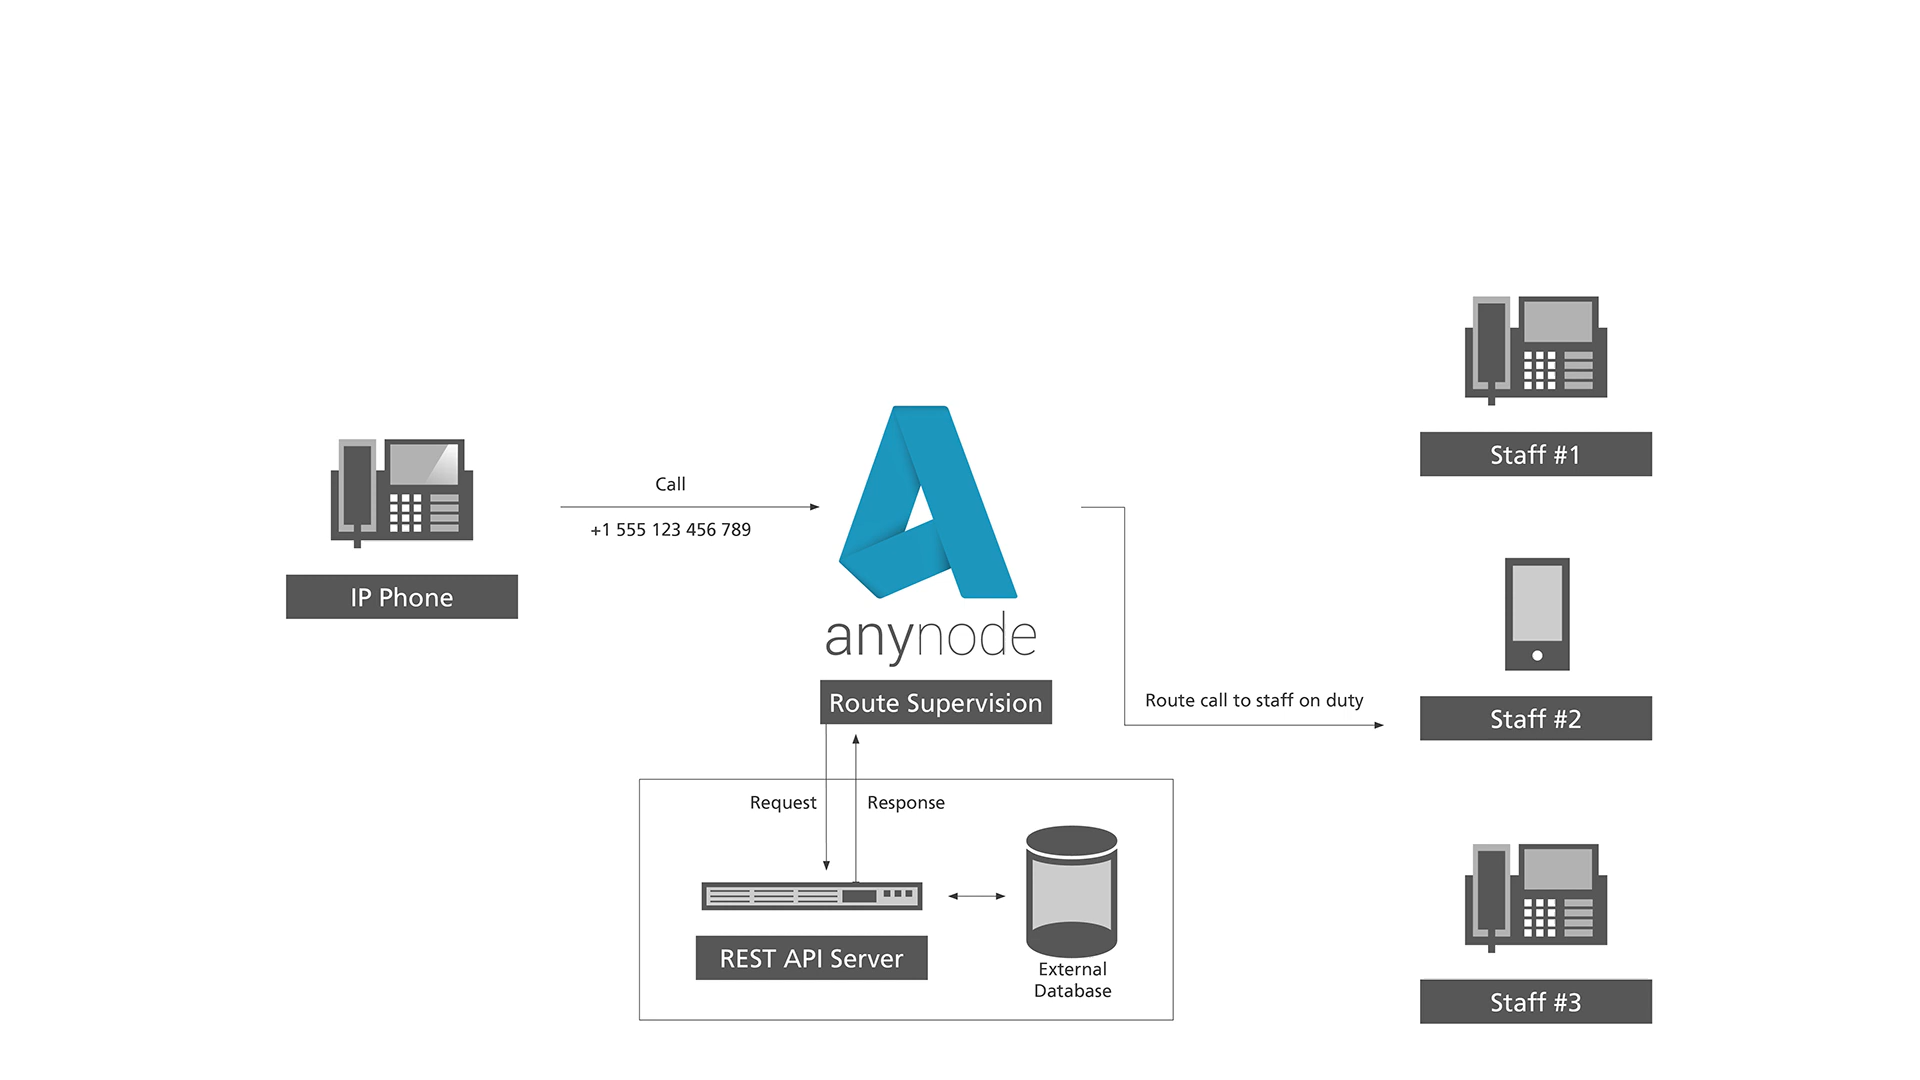 Call
+1 555 123 456 789
IP Phone
anynode
Route Supervision
Request
Response
REST API Server
External
Database
Route call to staff on duty
Staff #1
Staff #2
Staff #3